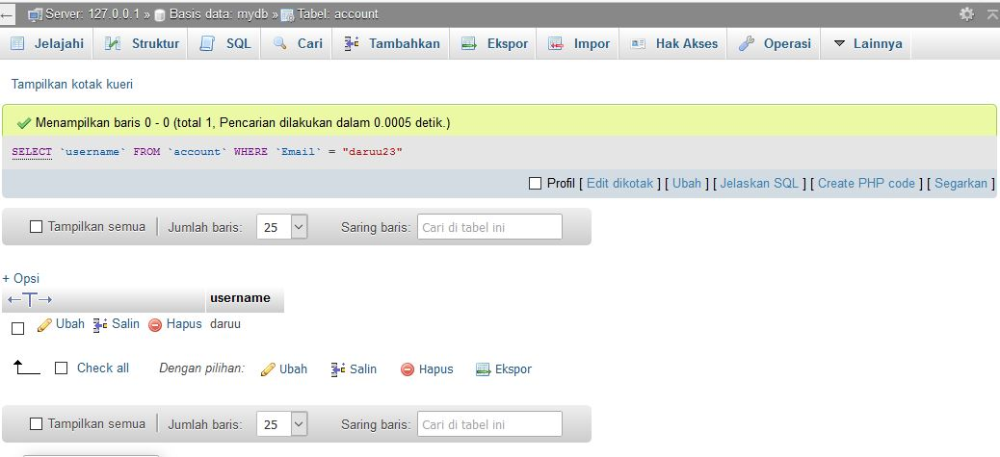 Server: 127.0.0.1 » Basis data: mydb » Tabel: account
Jelajahi Struktur SQL Cari Tambahkan Ekspor Impor Hak Akses Operasi Lainnya
Tampilkan kotak kueri
Menampilkan baris 0 - 0 (total 1, Pencarian dilakukan dalam 0.0005 detik.)
SELECT `username` FROM `account` WHERE `Email` = "daruu23"
Profil [ Edit dikotak ] [ Ubah ] [ Jelaskan SQL ] [ Create PHP code ] [ Segarkan ]
Tampilkan semua Jumlah baris: 25 Saring baris: Cari di tabel ini
+ Opsi
←T→ username
Ubah Salin Hapus daruu
Check all Dengan pilihan: Ubah Salin Hapus Ekspor
Tampilkan semua Jumlah baris: 25 Saring baris: Cari di tabel ini